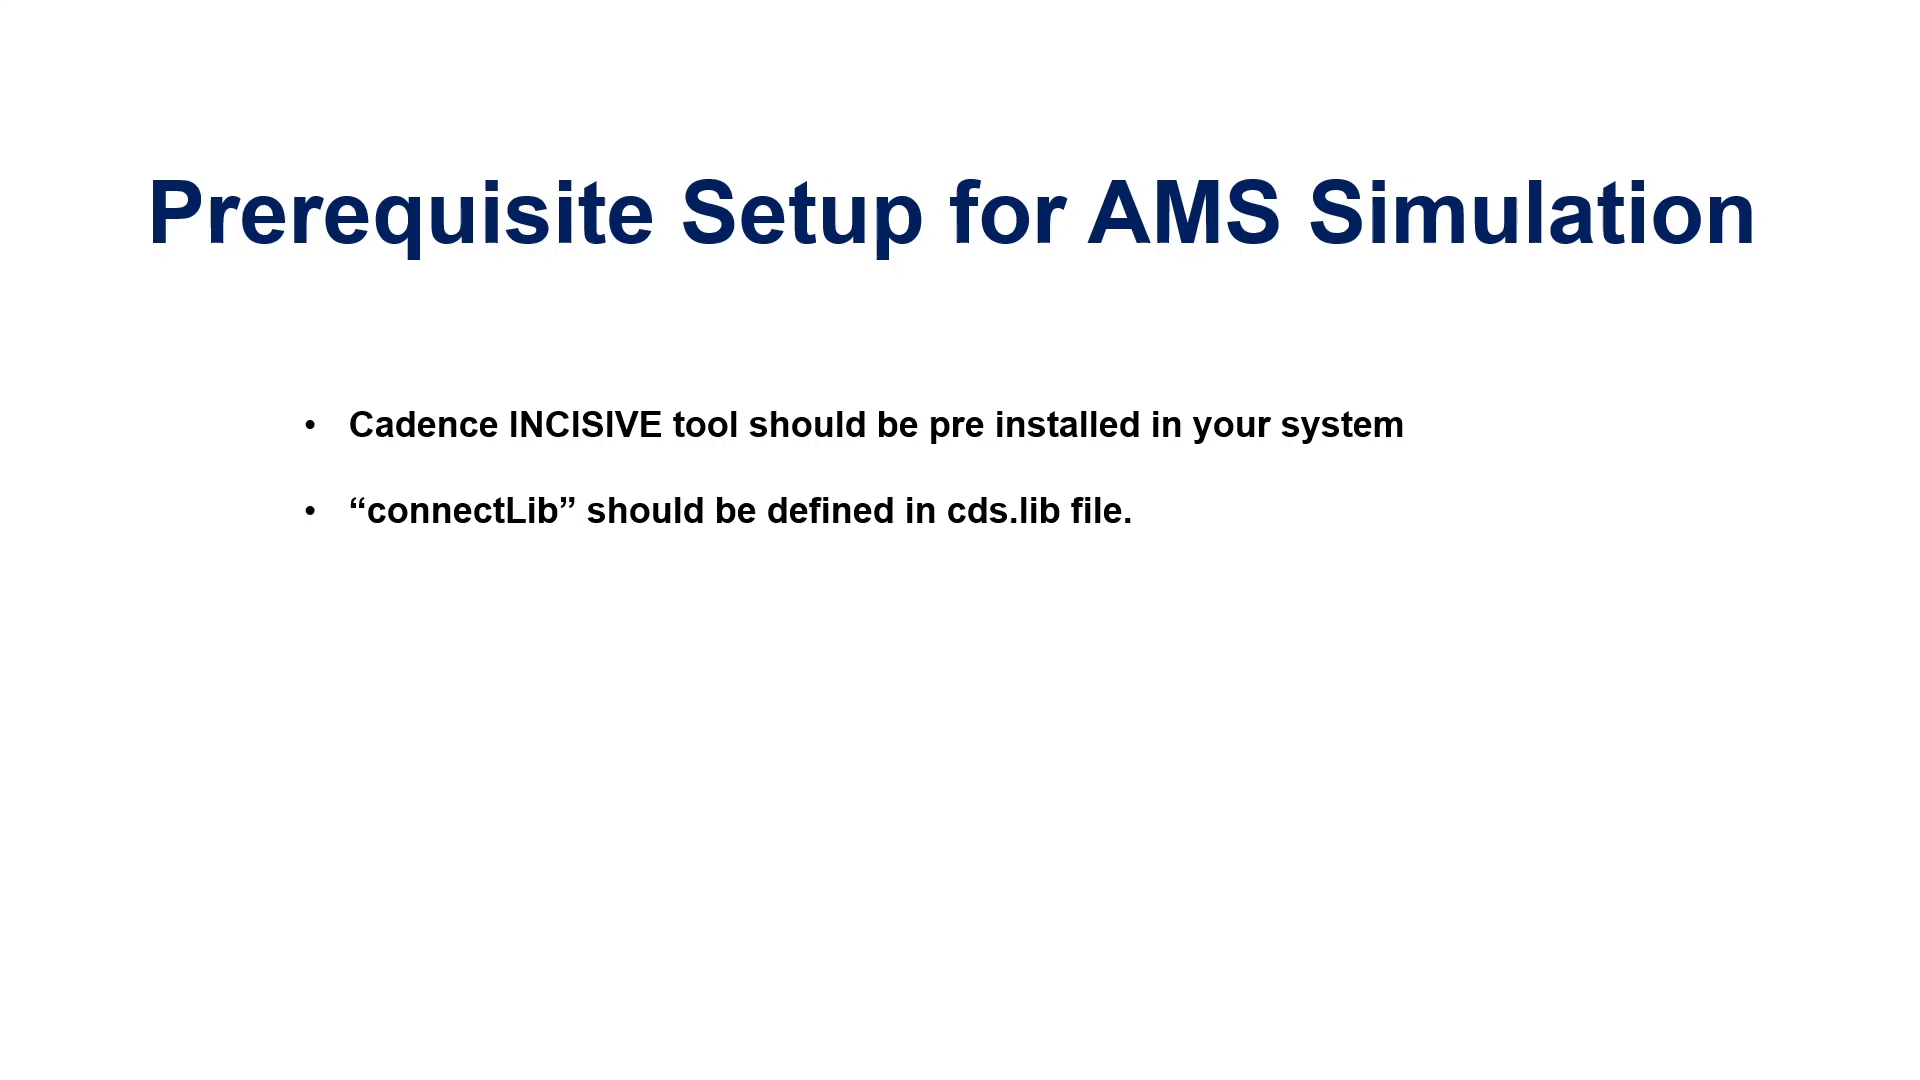 Prerequisite Setup for AMS Simulation
• Cadence INCISIVE tool should be pre installed in your system
• “connectLib” should be defined in cds.lib file.